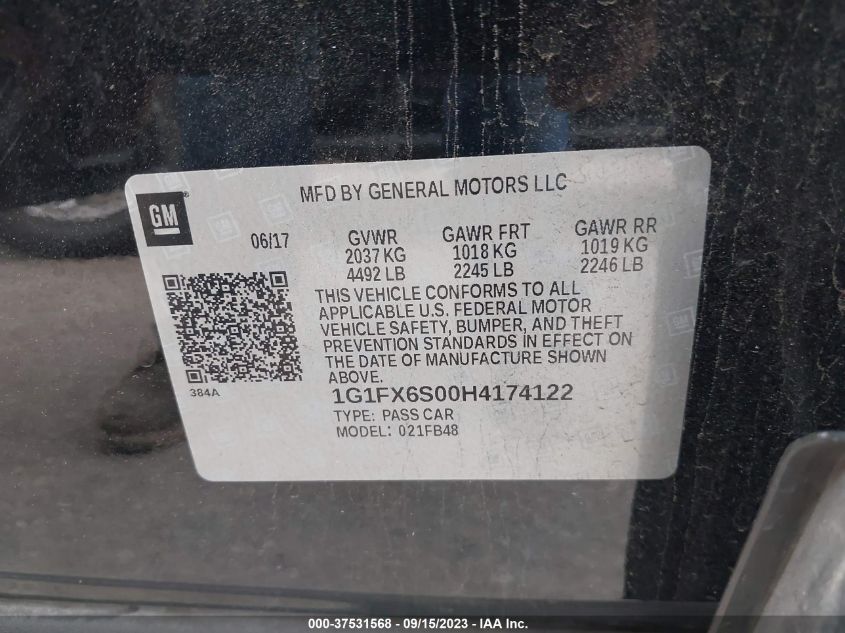 MFD BY GENERAL MOTORS LLC
GM ®
06/17
GVWR GAWR FRT GAWR RR
2037 KG 1018 KG 1019 KG
4492 LB 2245 LB 2246 LB
THIS VEHICLE CONFORMS TO ALL
APPLICABLE U.S. FEDERAL MOTOR
VEHICLE SAFETY, BUMPER, AND THEFT
PREVENTION STANDARDS IN EFFECT ON
THE DATE OF MANUFACTURE SHOWN
ABOVE.
384A
1G1FX6S00H4174122
TYPE: PASS CAR
MODEL: 021FB48
000-37531568 - 09/15/2023 - IAA Inc.